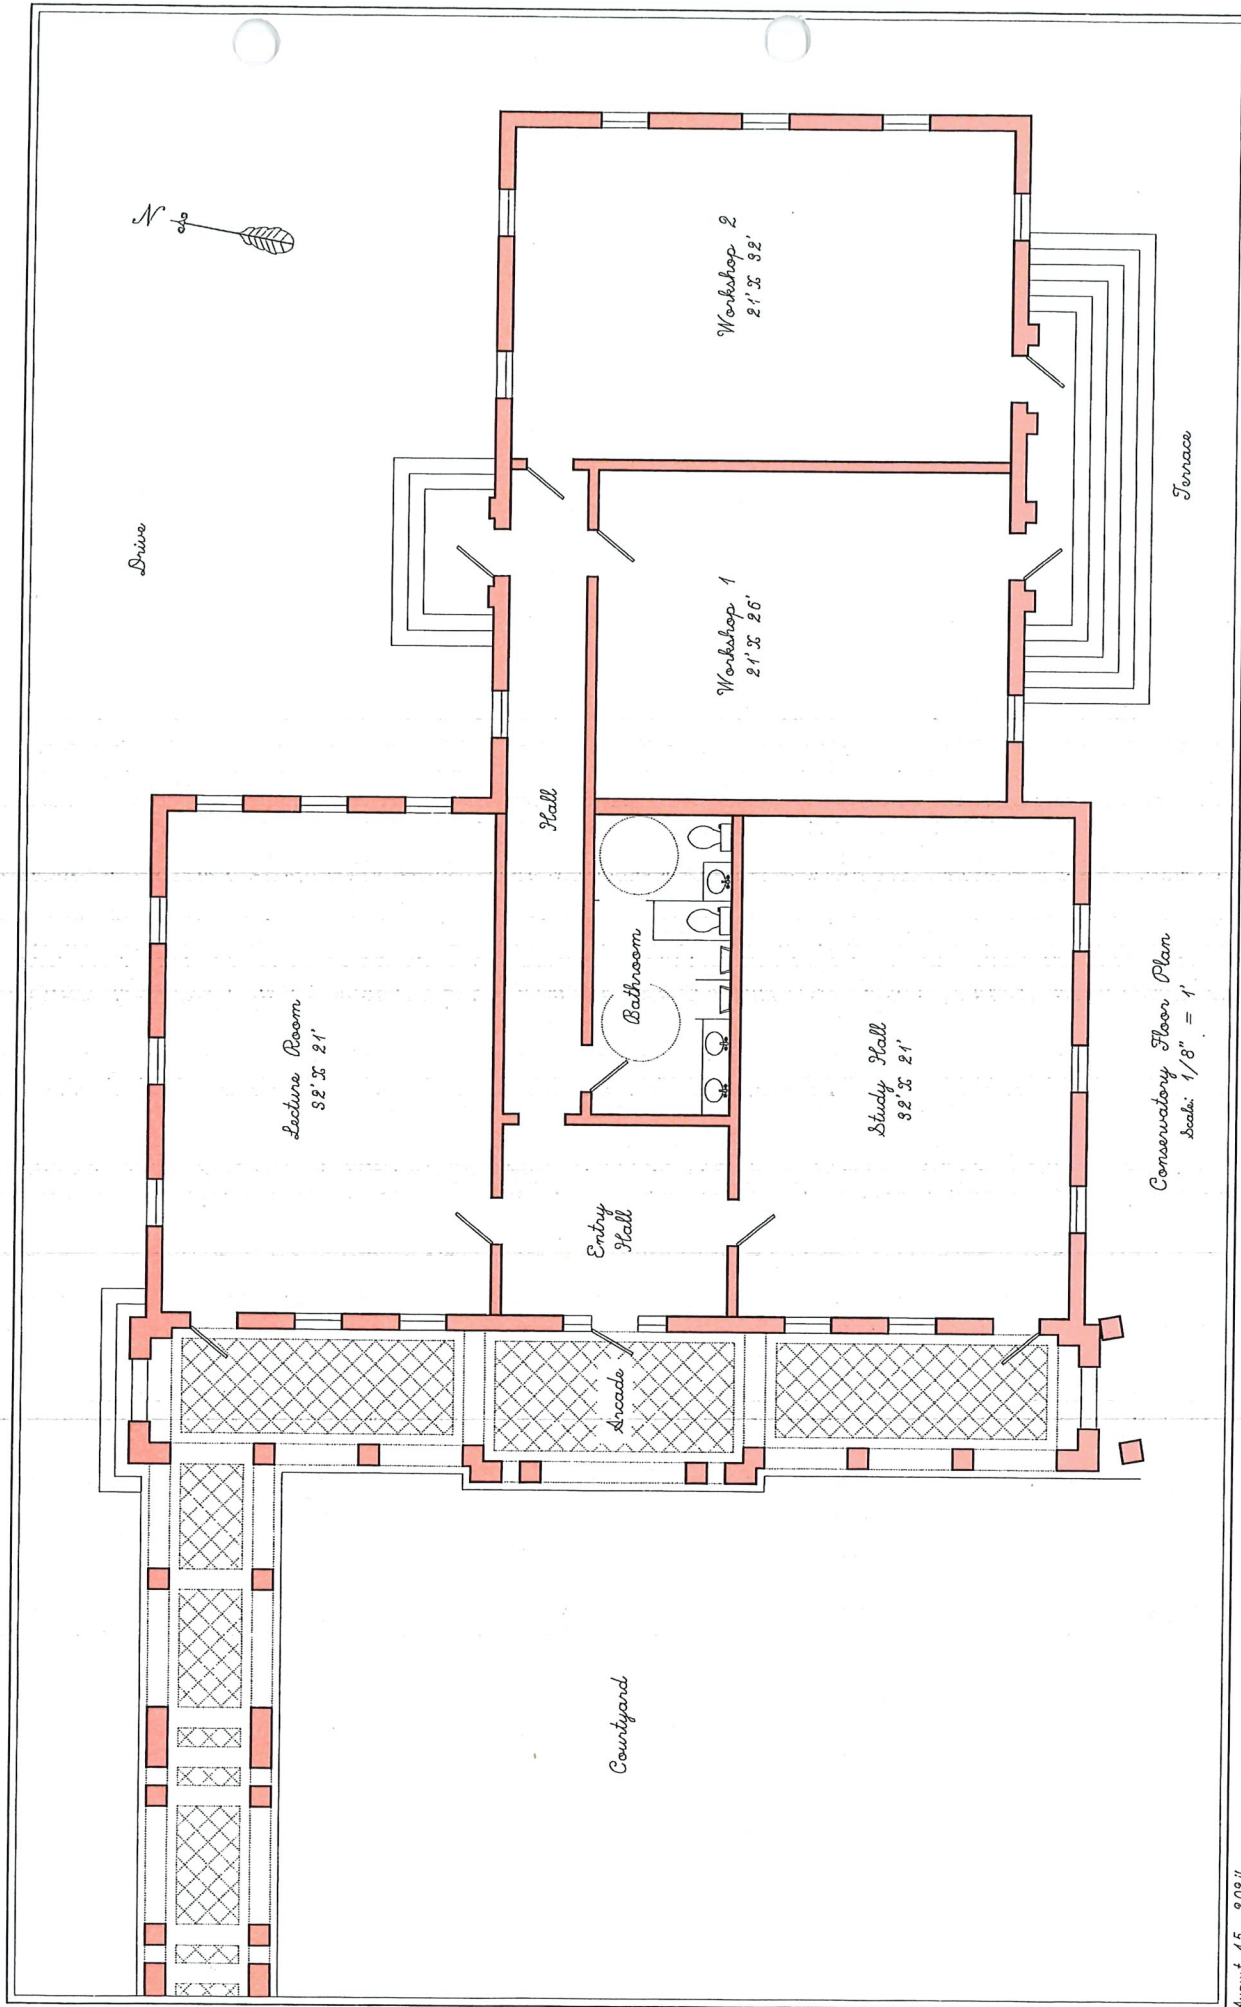 Drive
N
Lecture Room
32' X 21'
Hall
Entry
Hall
Bathroom
Arcade
Courtyard
Workshop 1
21' X 26'
Workshop 2
21' X 32'
Study Hall
32' X 21'
Terrace
Conservatory Floor Plan
Scale: 1/8" = 1'